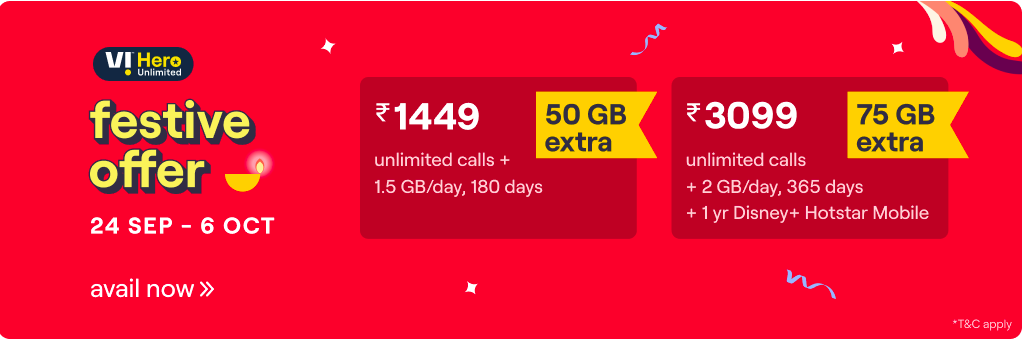 VI Hero
Unlimited
festive
offer
24 SEP - 6 OCT
avail now »
₹1449
50 GB
extra
unlimited calls +
1.5 GB/day, 180 days
₹3099
75 GB
extra
unlimited calls
+ 2 GB/day, 365 days
+ 1 yr Disney+ Hotstar Mobile
*T&C apply